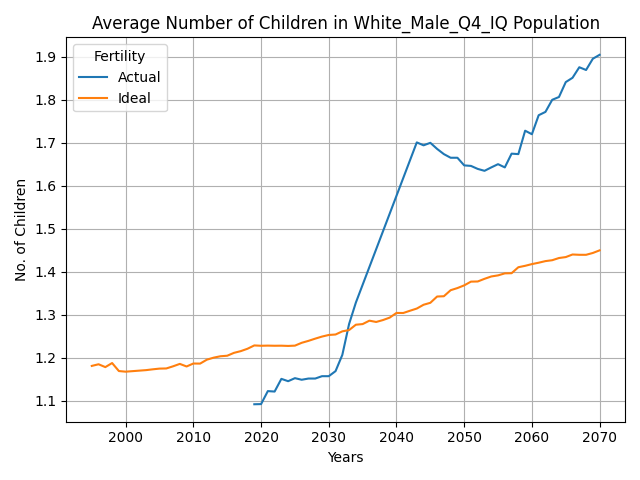 Average Number of Children in White_Male_Q4_IQ Population
Fertility
Actual
Ideal
No. of Children
1.9
1.8
1.7
1.6
1.5
1.4
1.3
1.2
1.1
2000 2010 2020 2030 2040 2050 2060 2070
Years